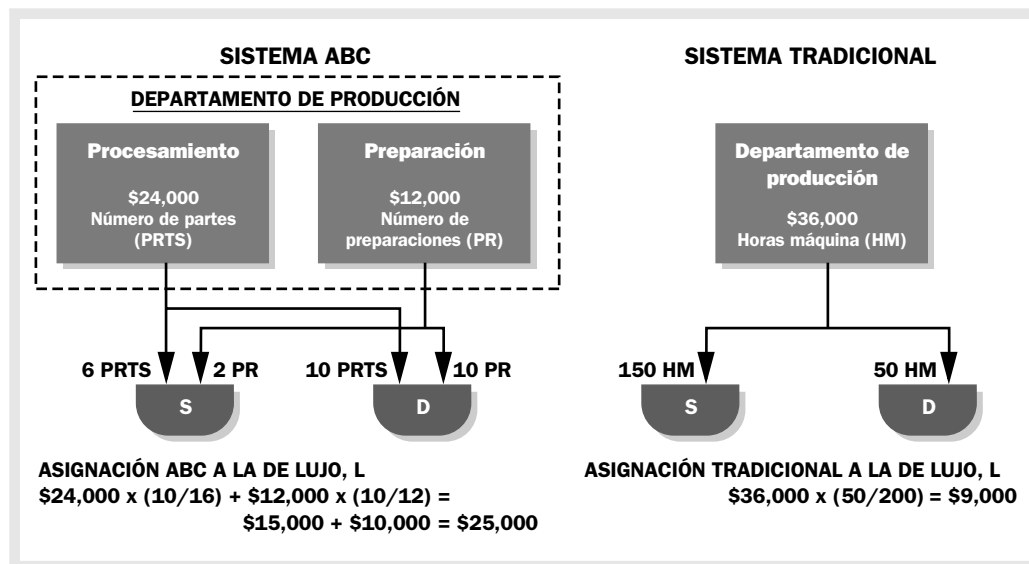 SISTEMA ABC
DEPARTAMENTO DE PRODUCCIÓN
Procesamiento
$24,000
Número de partes
(PRTS)
Preparación
$12,000
Número de
preparaciones (PR)
6 PRTS
2 PR
10 PRTS
10 PR
S
D
ASIGNACIÓN ABC A LA DE LUJO, L
$24,000 x (10/16) + $12,000 x (10/12) =
$15,000 + $10,000 = $25,000
SISTEMA TRADICIONAL
Departamento de
producción
$36,000
Horas máquina (HM)
150 HM
50 HM
S
D
ASIGNACIÓN TRADICIONAL A LA DE LUJO, L
$36,000 x (50/200) = $9,000